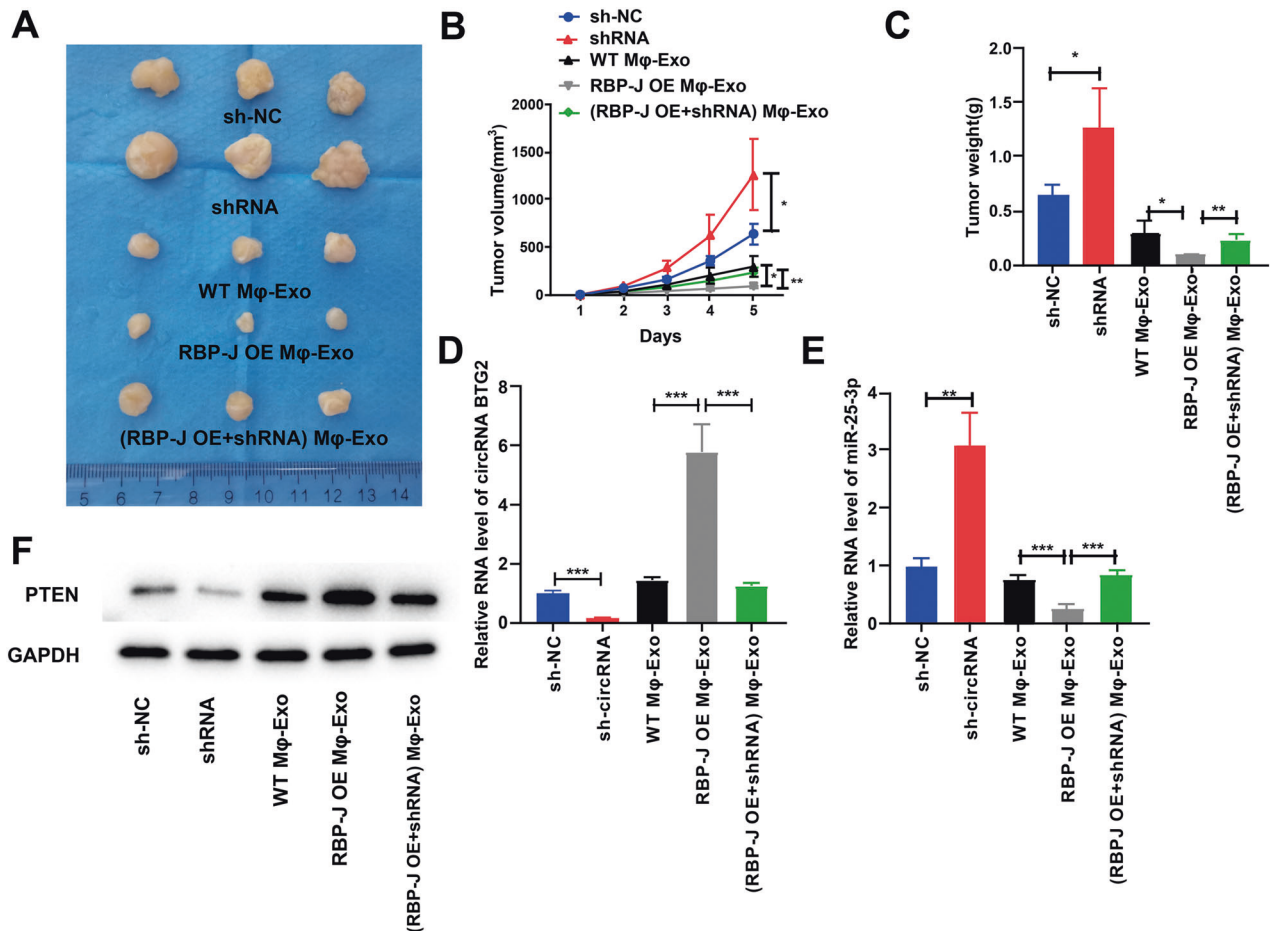 A
sh-NC
shRNA
WT Mφ-Exo
RBP-J OE Mφ-Exo
(RBP-J OE+shRNA) Mφ-Exo
5 6 7 8 9 10 11 12 13 14
B
sh-NC
shRNA
WT Mφ-Exo
RBP-J OE Mφ-Exo
(RBP-J OE+shRNA) Mφ-Exo
Tumor volume(mm³)
2000
1500
1000
500
0
1 2 3 4 5
Days
*
*
**
C
Tumor weight(g)
2.0
1.5
1.0
0.5
0.0
*
*
**
sh-NC
shRNA
WT Mφ-Exo
RBP-J OE Mφ-Exo
(RBP-J OE+shRNA) Mφ-Exo
D
Relative RNA level of circRNA BTG2
8
6
4
2
0
***
***
***
sh-NC
sh-circRNA
WT Mφ-Exo
RBP-J OE Mφ-Exo
(RBP-J OE+shRNA) Mφ-Exo
E
Relative RNA level of miR-25-3p
4
3
2
1
0
**
***
***
sh-NC
sh-circRNA
WT Mφ-Exo
RBP-J OE Mφ-Exo
(RBPJ OE+shRNA) Mφ-Exo
F
PTEN
GAPDH
sh-NC
shRNA
WT Mφ-Exo
RBP-J OE Mφ-Exo
(RBP-J OE+shRNA) Mφ-Exo